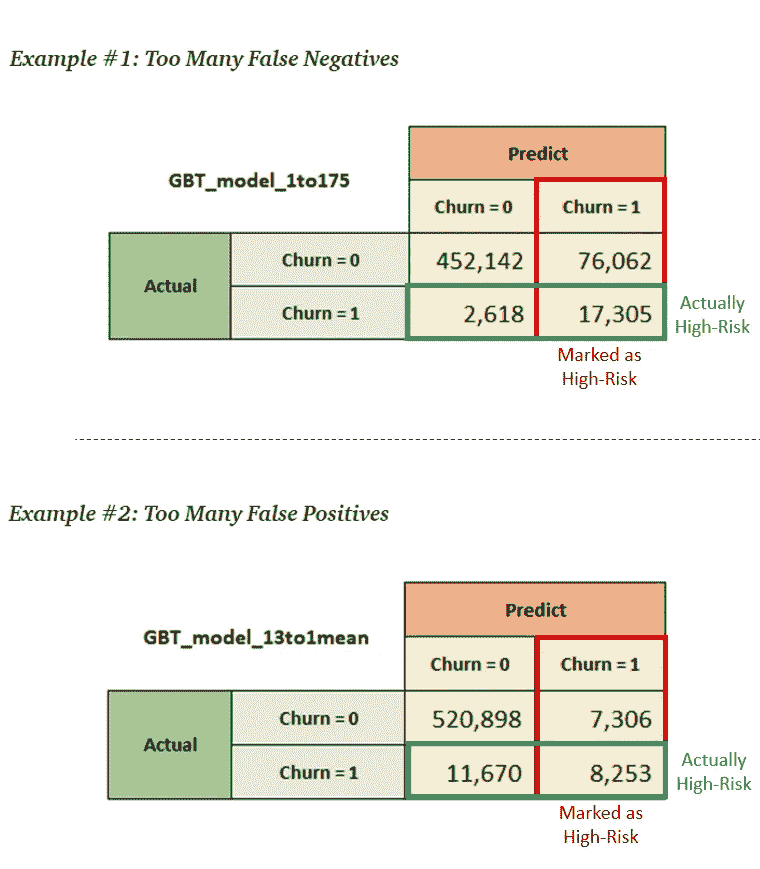 Example #1: Too Many False Negatives
Predict
GBT_model_1to175
Churn = 0 Churn = 1
Actual Churn = 0 452,142 76,062
Churn = 1 2,618 17,305
Actually
High-Risk
Marked as
High-Risk
Example #2: Too Many False Positives
Predict
GBT_model_13to1mean
Churn = 0 Churn = 1
Actual Churn = 0 520,898 7,306
Churn = 1 11,670 8,253
Actually
High-Risk
Marked as
High-Risk